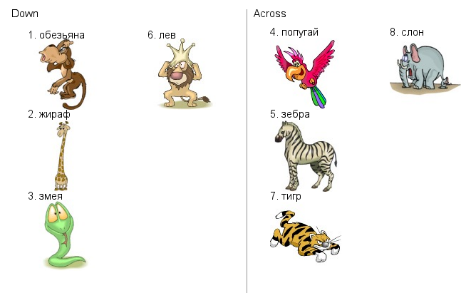 Down
1. обезьяна
6. лев
2. жираф
3. змея
Across
4. попугай
8. слон
5. зебра
7. тигр